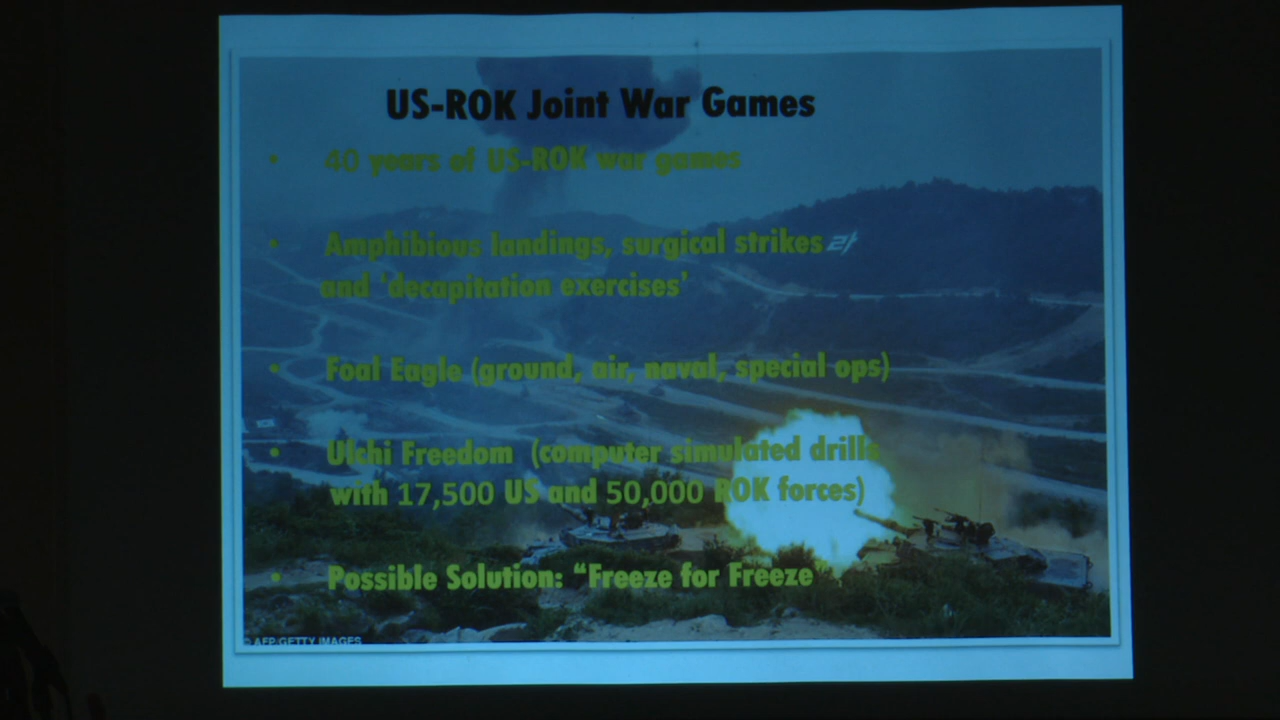 US-ROK Joint War Games
• 40 years of US-ROK war games
• Amphibious landings, surgical strikes
and 'decapitation exercises'
• Foal Eagle (ground, air, naval, special ops)
• Ulchi Freedom (computer simulated drills
with 17,500 US and 50,000 ROK forces)
• Possible Solution: “Freeze for Freeze
© AFP/GETTY IMAGES